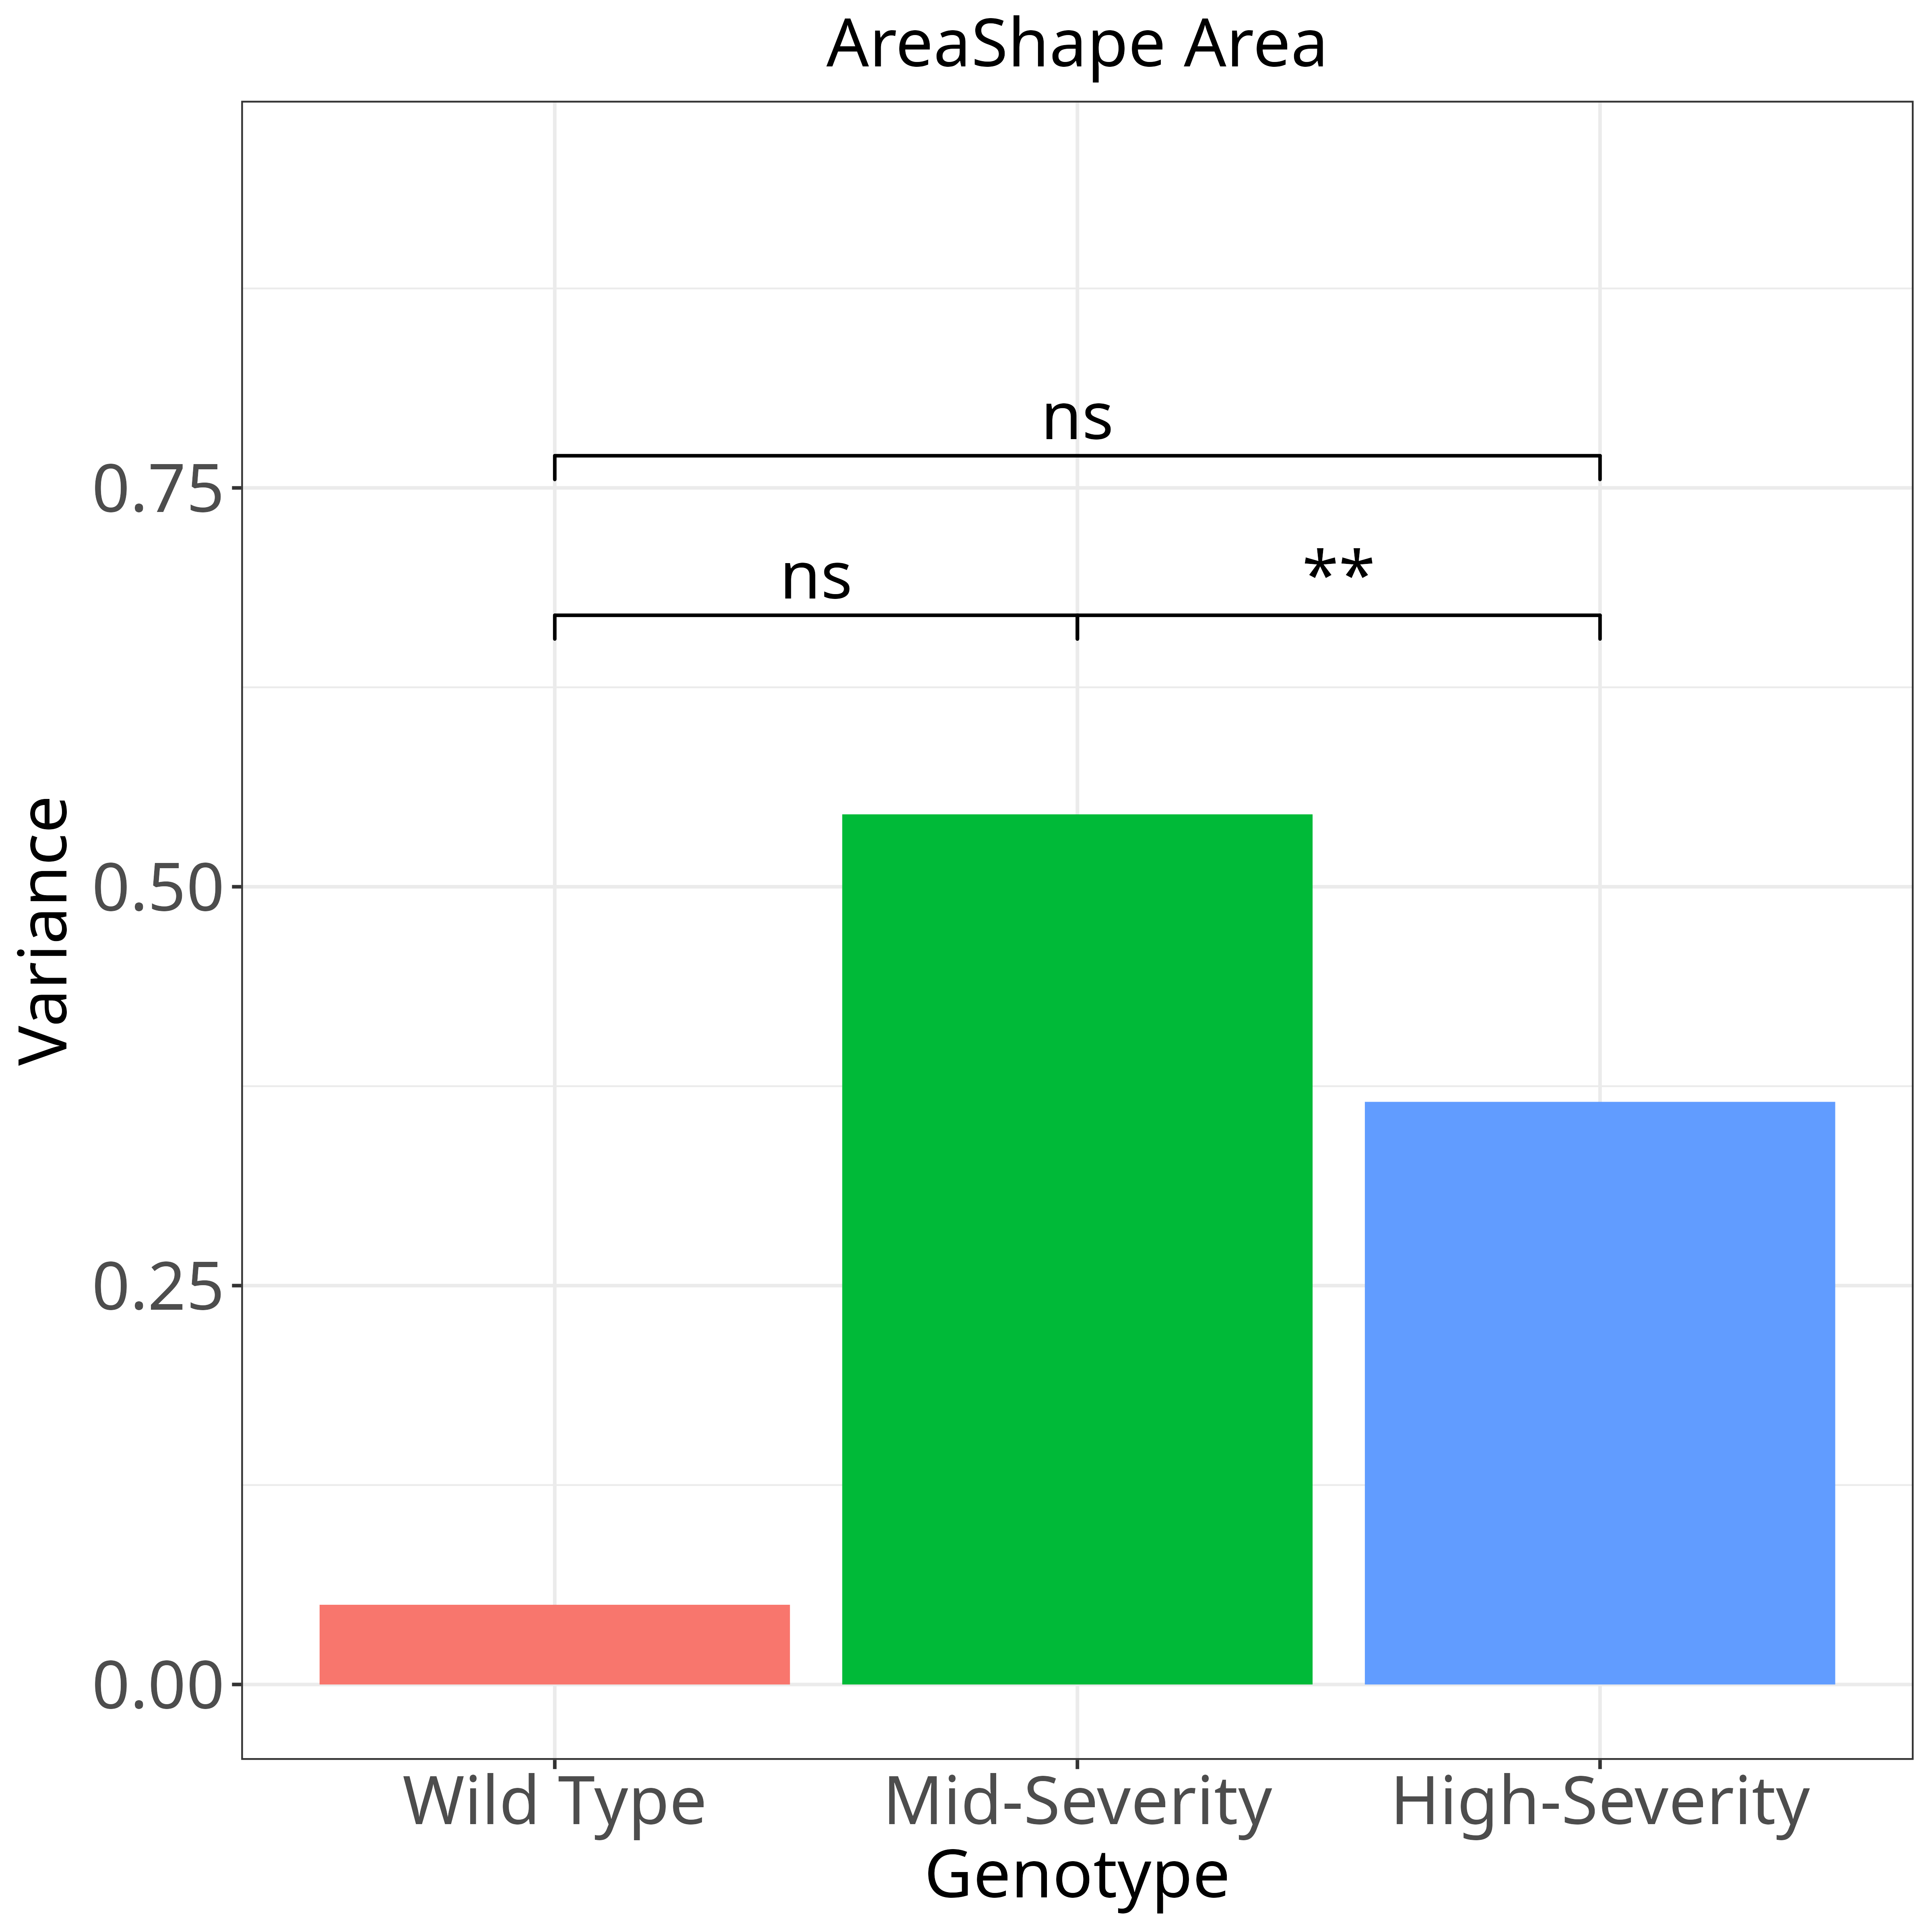 AreaShape Area
ns
ns
**
0.75
0.50
0.25
0.00
Variance
Wild Type
Mid-Severiy
High-Severity
Genotype